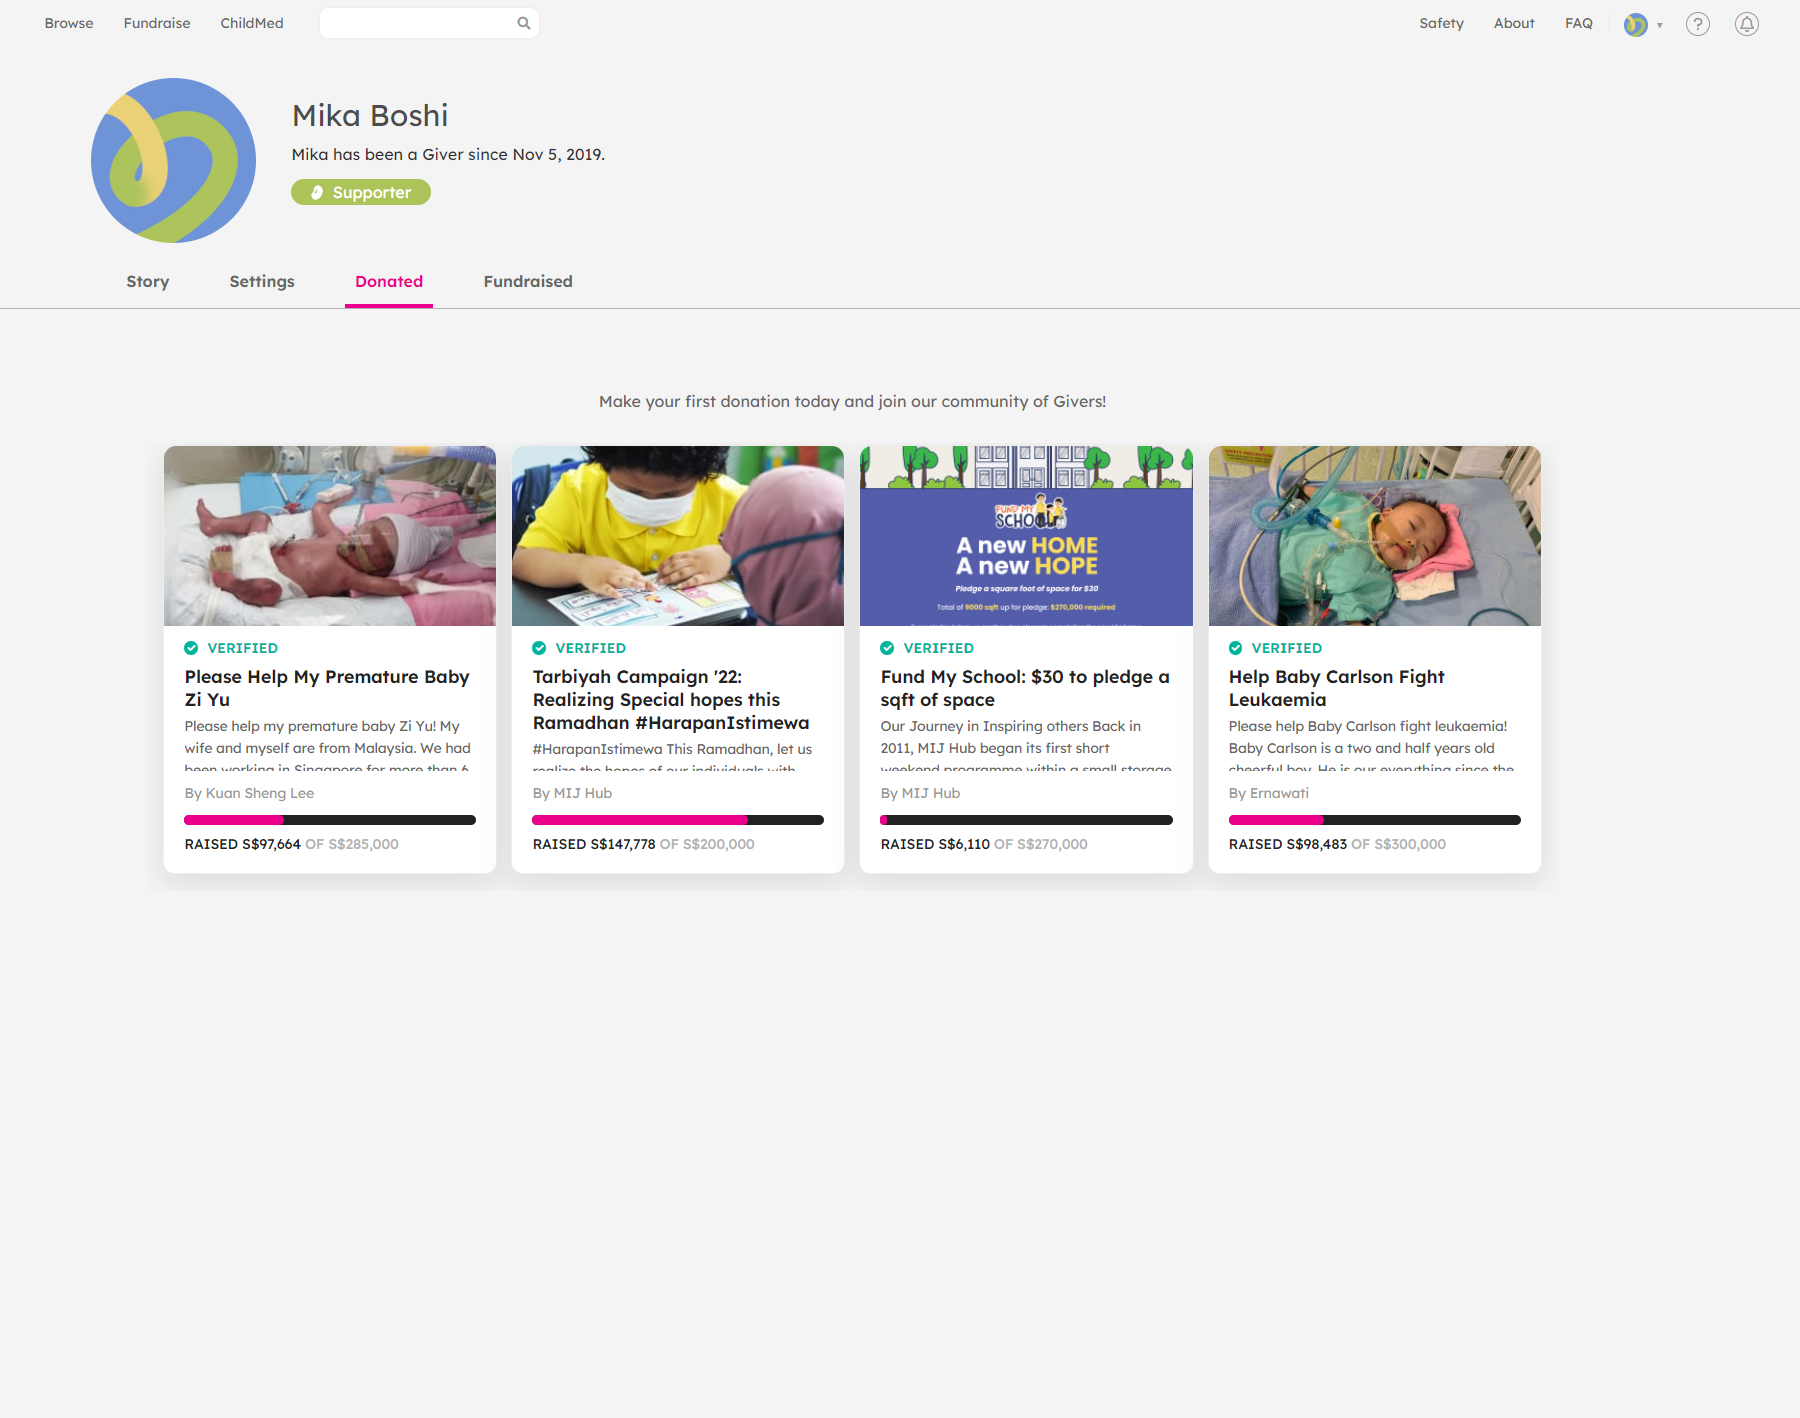 Browse Fundraise ChildMed
Safety About FAQ
Mika Boshi
Mika has been a Giver since Nov 5, 2019.
Supporter
Story Settings Donated Fundraised
Make your first donation today and join our community of Givers!
VERIFIED
Please Help My Premature Baby
Zi Yu
Please help my premature baby Zi Yu! My
wife and myself are from Malaysia. We had
been working in Singapore for more than 6
By Kuan Sheng Lee
RAISED S$97,664 OF S$285,000
VERIFIED
Tarbiyah Campaign '22:
Realizing Special hopes this
Ramadhan #HarapanIstimewa
#HarapanIstimewa This Ramadhan, let us
realize the hopes of our individuals with
By MIJ Hub
RAISED S$147,778 OF S$200,000
FUND MY
SCHOOL
A new HOME
A new HOPE
Pledge a square foot of space for $30
Total of 9000 sqft up for pledge: $270,000 required
VERIFIED
Fund My School: $30 to pledge a
sqft of space
Our Journey in Inspiring others Back in
2011, MIJ Hub began its first short
weekend programme within a small storage
By MIJ Hub
RAISED S$6,110 OF S$270,000
VERIFIED
Help Baby Carlson Fight
Leukaemia
Please help Baby Carlson fight leukaemia!
Baby Carlson is a two and half years old
cheerful boy. He is our everything since the
By Ernawati
RAISED S$98,483 OF S$300,000